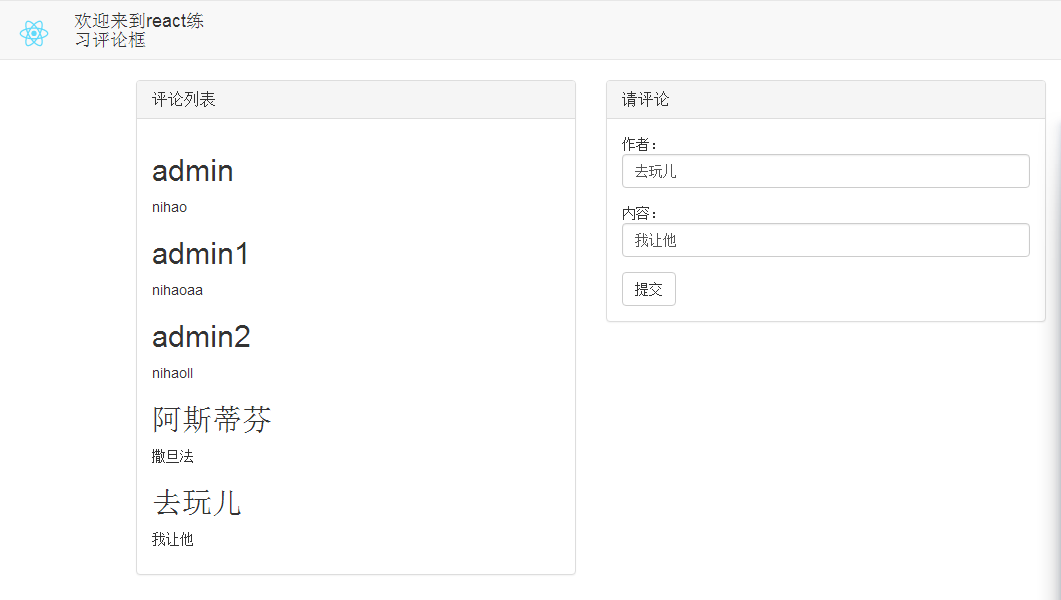 欢迎来到react练
习评论框
评论列表
admin
nihao
admin1
nihaoaa
admin2
nihaoll
阿斯蒂芬
撒旦法
去玩儿
我让他
请评论
作者：
去玩儿
内容：
我让他
提交